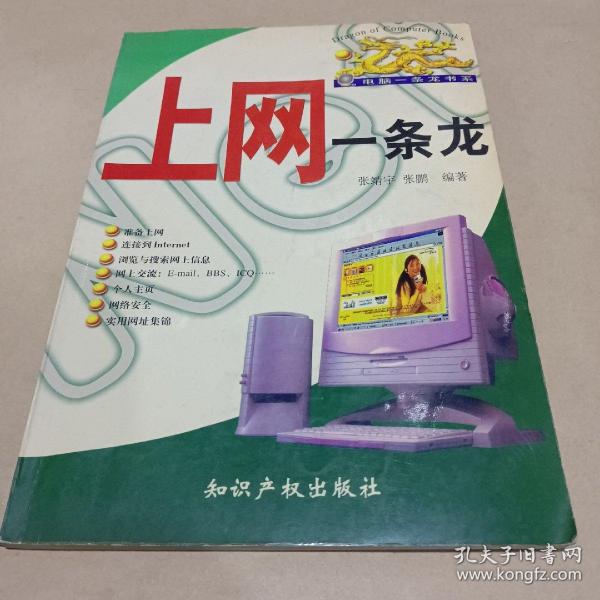 Dragon of Computer Books
电脑一条龙书系
上网一条龙
张靖宇 张鹏 编著
准备上网
连接到Internet
浏览与搜索网上信息
网上交流：E-mail、BBS、ICQ……
个人主页
网络安全
实用网址集锦
知识产权出版社
孔夫子旧书网
www.kongfz.com